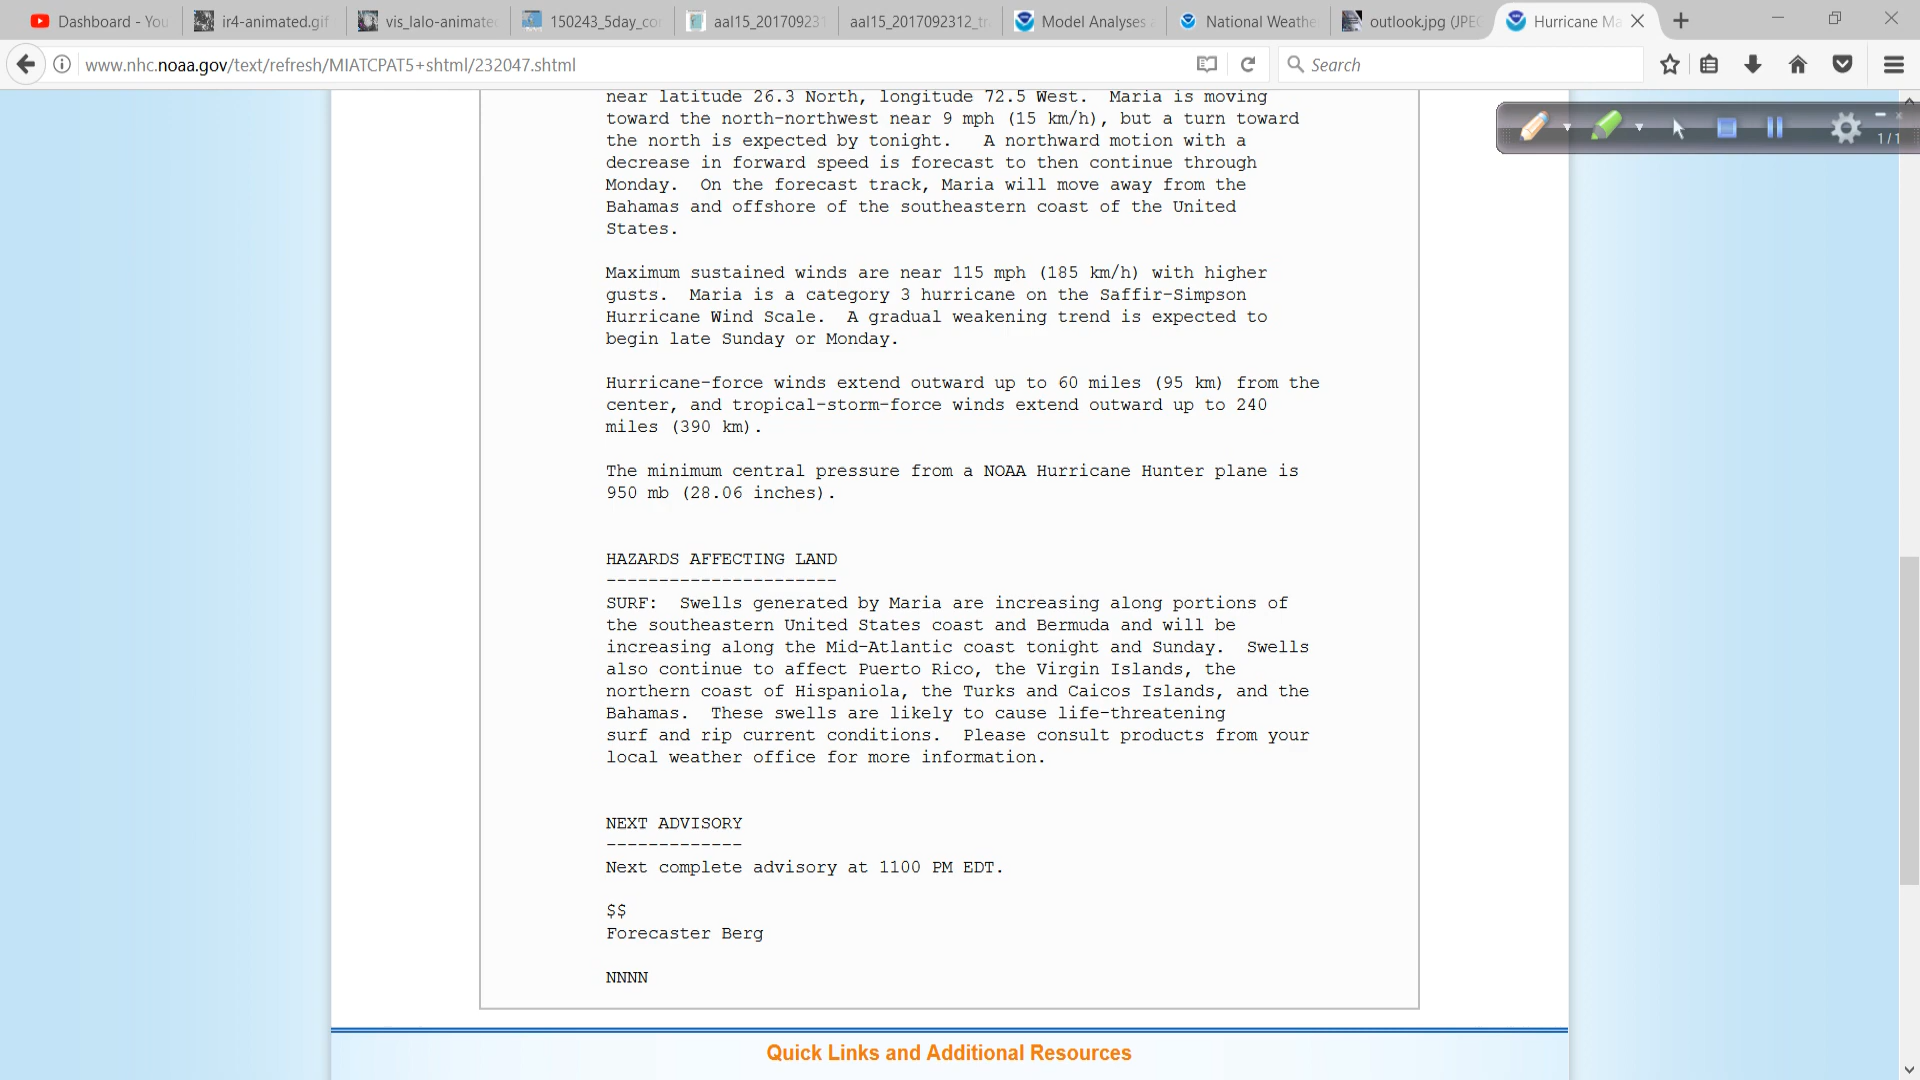 Dashboard - You
ir4-animated.gif
vis_lalo-animated
150243_5day_co
aal15_201709231
aal15_2017092312_tr
Model Analyses
National Weathe
outlook.jpg (JPEG
Hurricane Ma
www.nhc.noaa.gov/text/refresh/MIATCPAT5+shtml/232047.shtml
Search
1/1
near latitude 26.3 North, longitude 72.5 West.  Maria is moving
toward the north-northwest near 9 mph (15 km/h), but a turn toward
the north is expected by tonight.   A northward motion with a
decrease in forward speed is forecast to then continue through
Monday.  On the forecast track, Maria will move away from the
Bahamas and offshore of the southeastern coast of the United
States.
Maximum sustained winds are near 115 mph (185 km/h) with higher
gusts.  Maria is a category 3 hurricane on the Saffir-Simpson
Hurricane Wind Scale.  A gradual weakening trend is expected to
begin late Sunday or Monday.
Hurricane-force winds extend outward up to 60 miles (95 km) from the
center, and tropical-storm-force winds extend outward up to 240
miles (390 km).
The minimum central pressure from a NOAA Hurricane Hunter plane is
950 mb (28.06 inches).
HAZARDS AFFECTING LAND
----------------------
SURF:  Swells generated by Maria are increasing along portions of
the southeastern United States coast and Bermuda and will be
increasing along the Mid-Atlantic coast tonight and Sunday.  Swells
also continue to affect Puerto Rico, the Virgin Islands, the
northern coast of Hispaniola, the Turks and Caicos Islands, and the
Bahamas.  These swells are likely to cause life-threatening
surf and rip current conditions.  Please consult products from your
local weather office for more information.
NEXT ADVISORY
-------------
Next complete advisory at 1100 PM EDT.
$$
Forecaster Berg
NNNN
Quick Links and Additional Resources